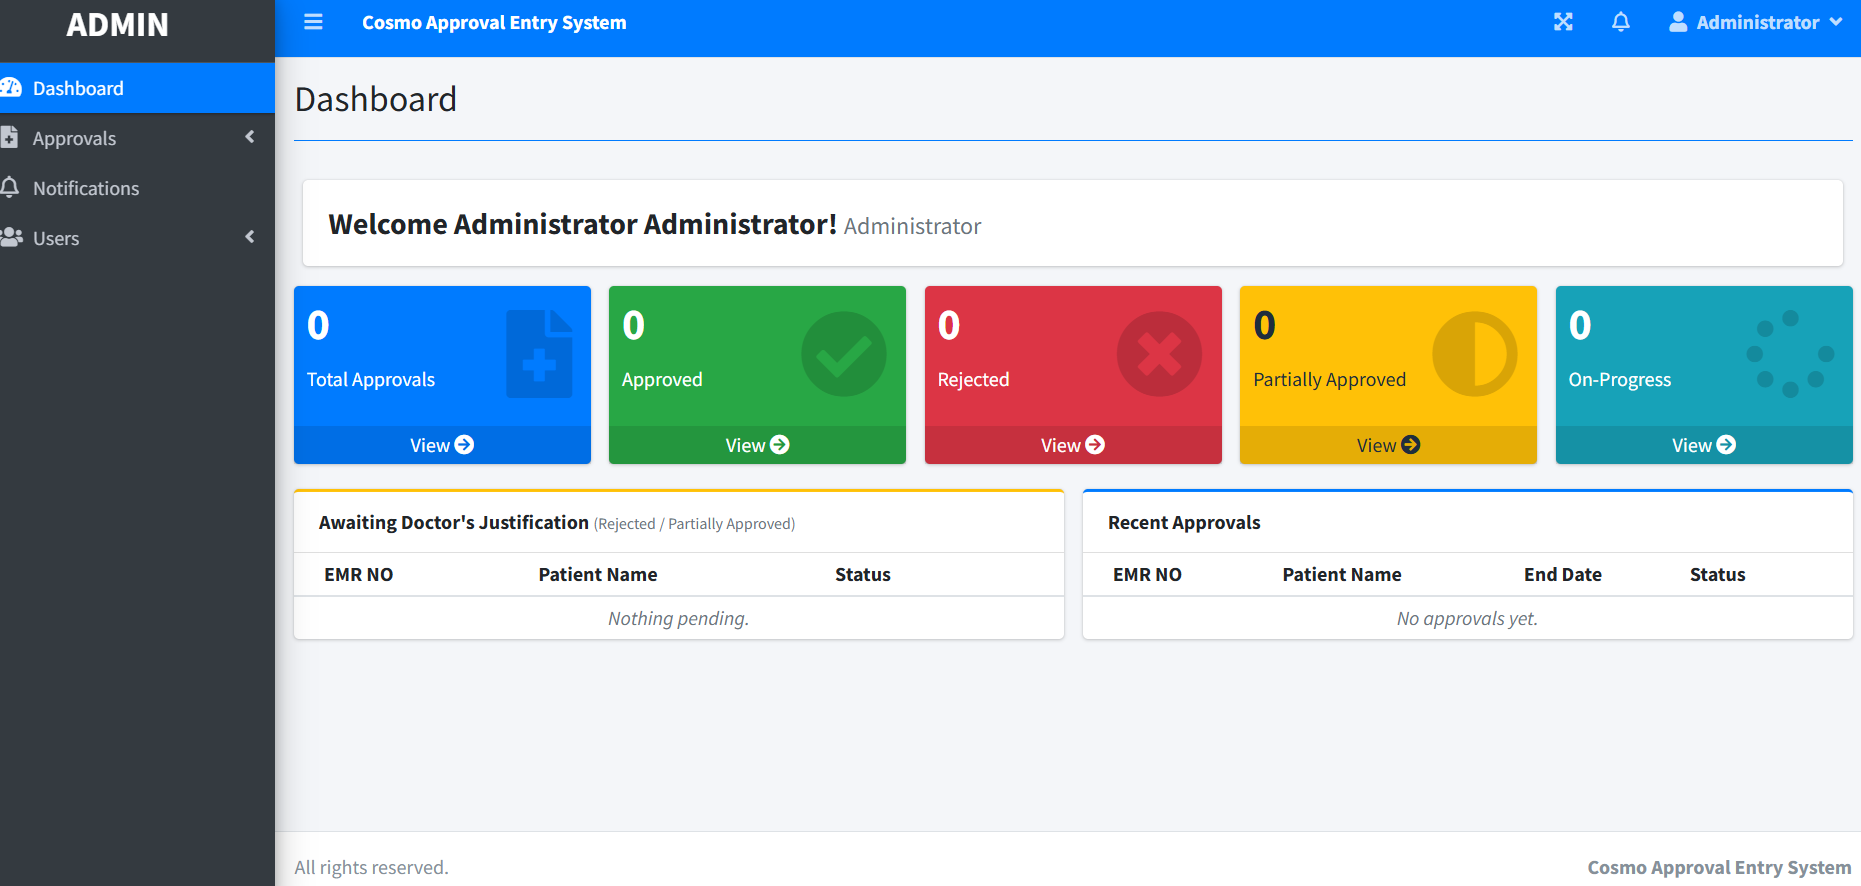 ADMIN
Cosmo Approval Entry System
Administrator
Dashboard
Approvals
Notifications
Users
Dashboard
Welcome Administrator Administrator! Administrator
0
Total Approvals
View
0
Approved
View
0
Rejected
View
0
Partially Approved
View
0
On-Progress
View
Awaiting Doctor's Justification (Rejected / Partially Approved)
EMR NO Patient Name Status
Nothing pending.
Recent Approvals
EMR NO Patient Name End Date Status
No approvals yet.
All rights reserved.
Cosmo Approval Entry System